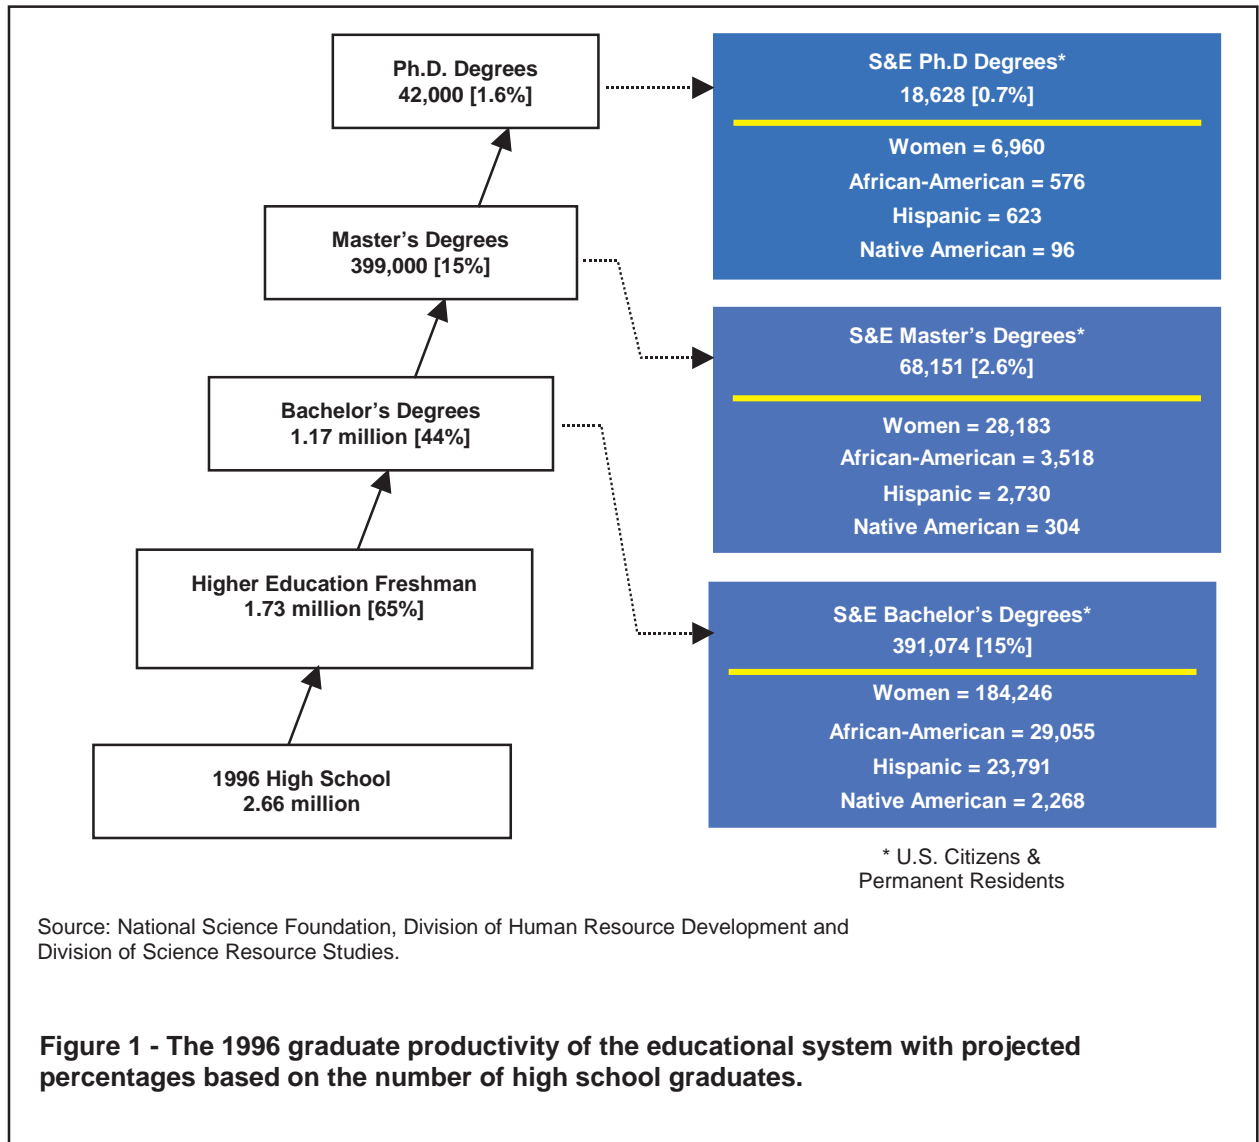 Ph.D. Degrees
42,000 [1.6%]
S&E Ph.D Degrees*
18,628 [0.7%]
Women = 6,960
African-American = 576
Hispanic = 623
Native American = 96
Master's Degrees
399,000 [15%]
S&E Master's Degrees*
68,151 [2.6%]
Women = 28,183
African-American = 3,518
Hispanic = 2,730
Native American = 304
Bachelor's Degrees
1.17 million [44%]
Higher Education Freshman
1.73 million [65%]
S&E Bachelor's Degrees*
391,074 [15%]
Women = 184,246
African-American = 29,055
Hispanic = 23,791
Native American = 2,268
1996 High School
2.66 million
* U.S. Citizens &
Permanent Residents
Source: National Science Foundation, Division of Human Resource Development and
Division of Science Resource Studies.
Figure 1 - The 1996 graduate productivity of the educational system with projected
percentages based on the number of high school graduates.